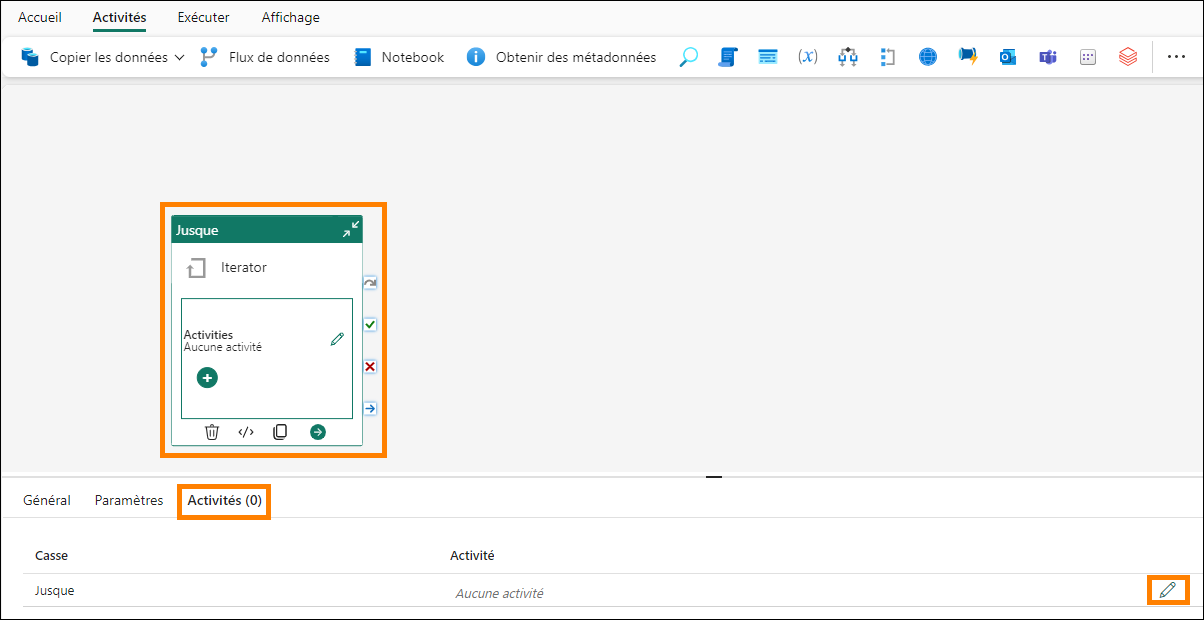 Accueil Activités Exécuter Affichage
Copier les données Flux de données Notebook Obtenir des métadonnées (x)
Jusque
Iterator
Activities
Aucune activité
Général Paramètres Activités (0)
Casse Activité
Jusque Aucune activité